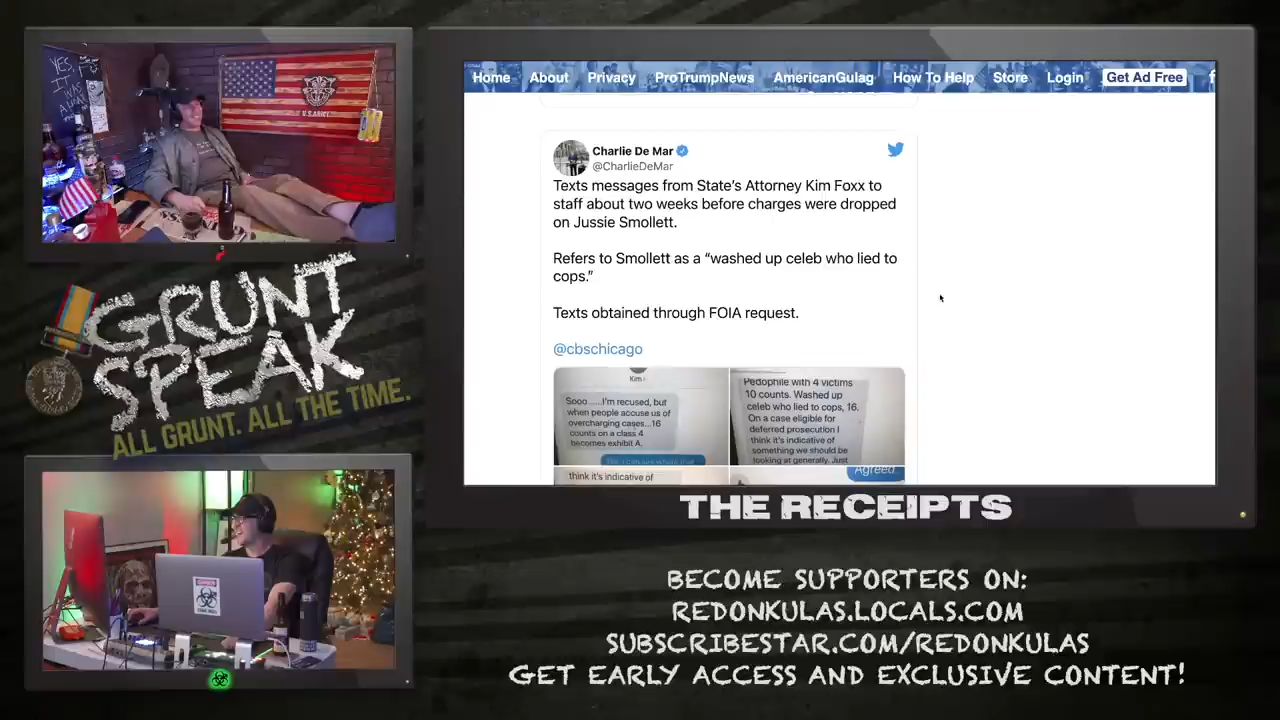 YES,
IT
WAS
U.S. ARMY
GRUNT
SPEAK
ALL GRUNT. ALL THE TIME.
Home About Privacy ProTrumpNews AmericanGulag How To Help Store Login Get Ad Free f
Charlie De Mar
@CharlieDeMar
Texts messages from State’s Attorney Kim Foxx to
staff about two weeks before charges were dropped
on Jussie Smollett.
Refers to Smollett as a “washed up celeb who lied to
cops.”
Texts obtained through FOIA request.
@cbschicago
Kim
Sooo.....I'm recused, but
when people accuse us of
overcharging cases...16
counts on a class 4
becomes exhibit A.
think it's indicative of
Pedophile with 4 victims
10 counts. Washed up
celeb who lied to cops, 16.
On a case eligible for
deferred prosecution I
think it's indicative of
something we should be
looking at generally. Just
Agreed
THE RECEIPTS
BECOME SUPPORTERS ON:
REDONKULAS.LOCALS.COM
SUBSCRIBESTAR.COM/REDONKULAS
GET EARLY ACCESS AND EXCLUSIVE CONTENT!